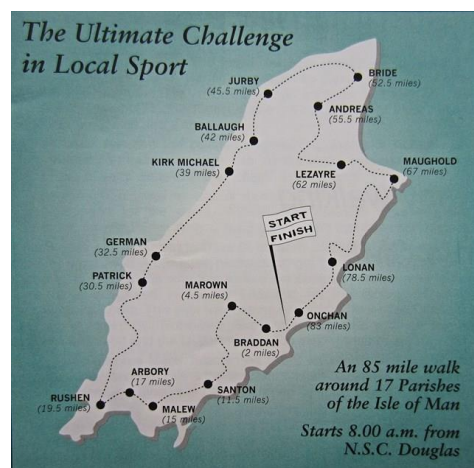 The Ultimate Challenge
in Local Sport
BRIDE
(52.5 miles)
JURBY
(45.5 miles)
ANDREAS
(55.5 miles)
BALLAUGH
(42 miles)
KIRK MICHAEL
(39 miles)
MAUGHOLD
(67 miles)
LEZAYRE
(62 miles)
START
FINISH
GERMAN
(32.5 miles)
LONAN
(78.5 miles)
PATRICK
(30.5 miles)
MAROWN
(4.5 miles)
ONCHAN
(83 miles)
BRADDAN
(2 miles)
An 85 mile walk
around 17 Parishes
of the Isle of Man
ARBORY
(17 miles)
SANTON
(11.5 miles)
RUSHEN
(19.5 miles)
MALEW
(15 miles)
Starts 8.00 a.m. from
N.S.C. Douglas